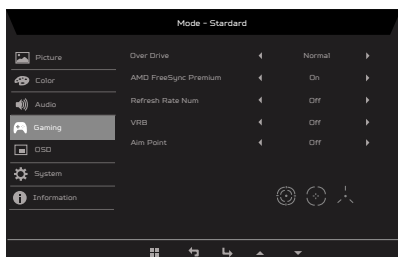 Mode - Stardard
Picture
Color
Audio
Gaming
OSD
System
Information
Over Drive Normal
AMD FreeSync Premium On
Refresh Rate Num Off
VRB Off
Aim Point Off